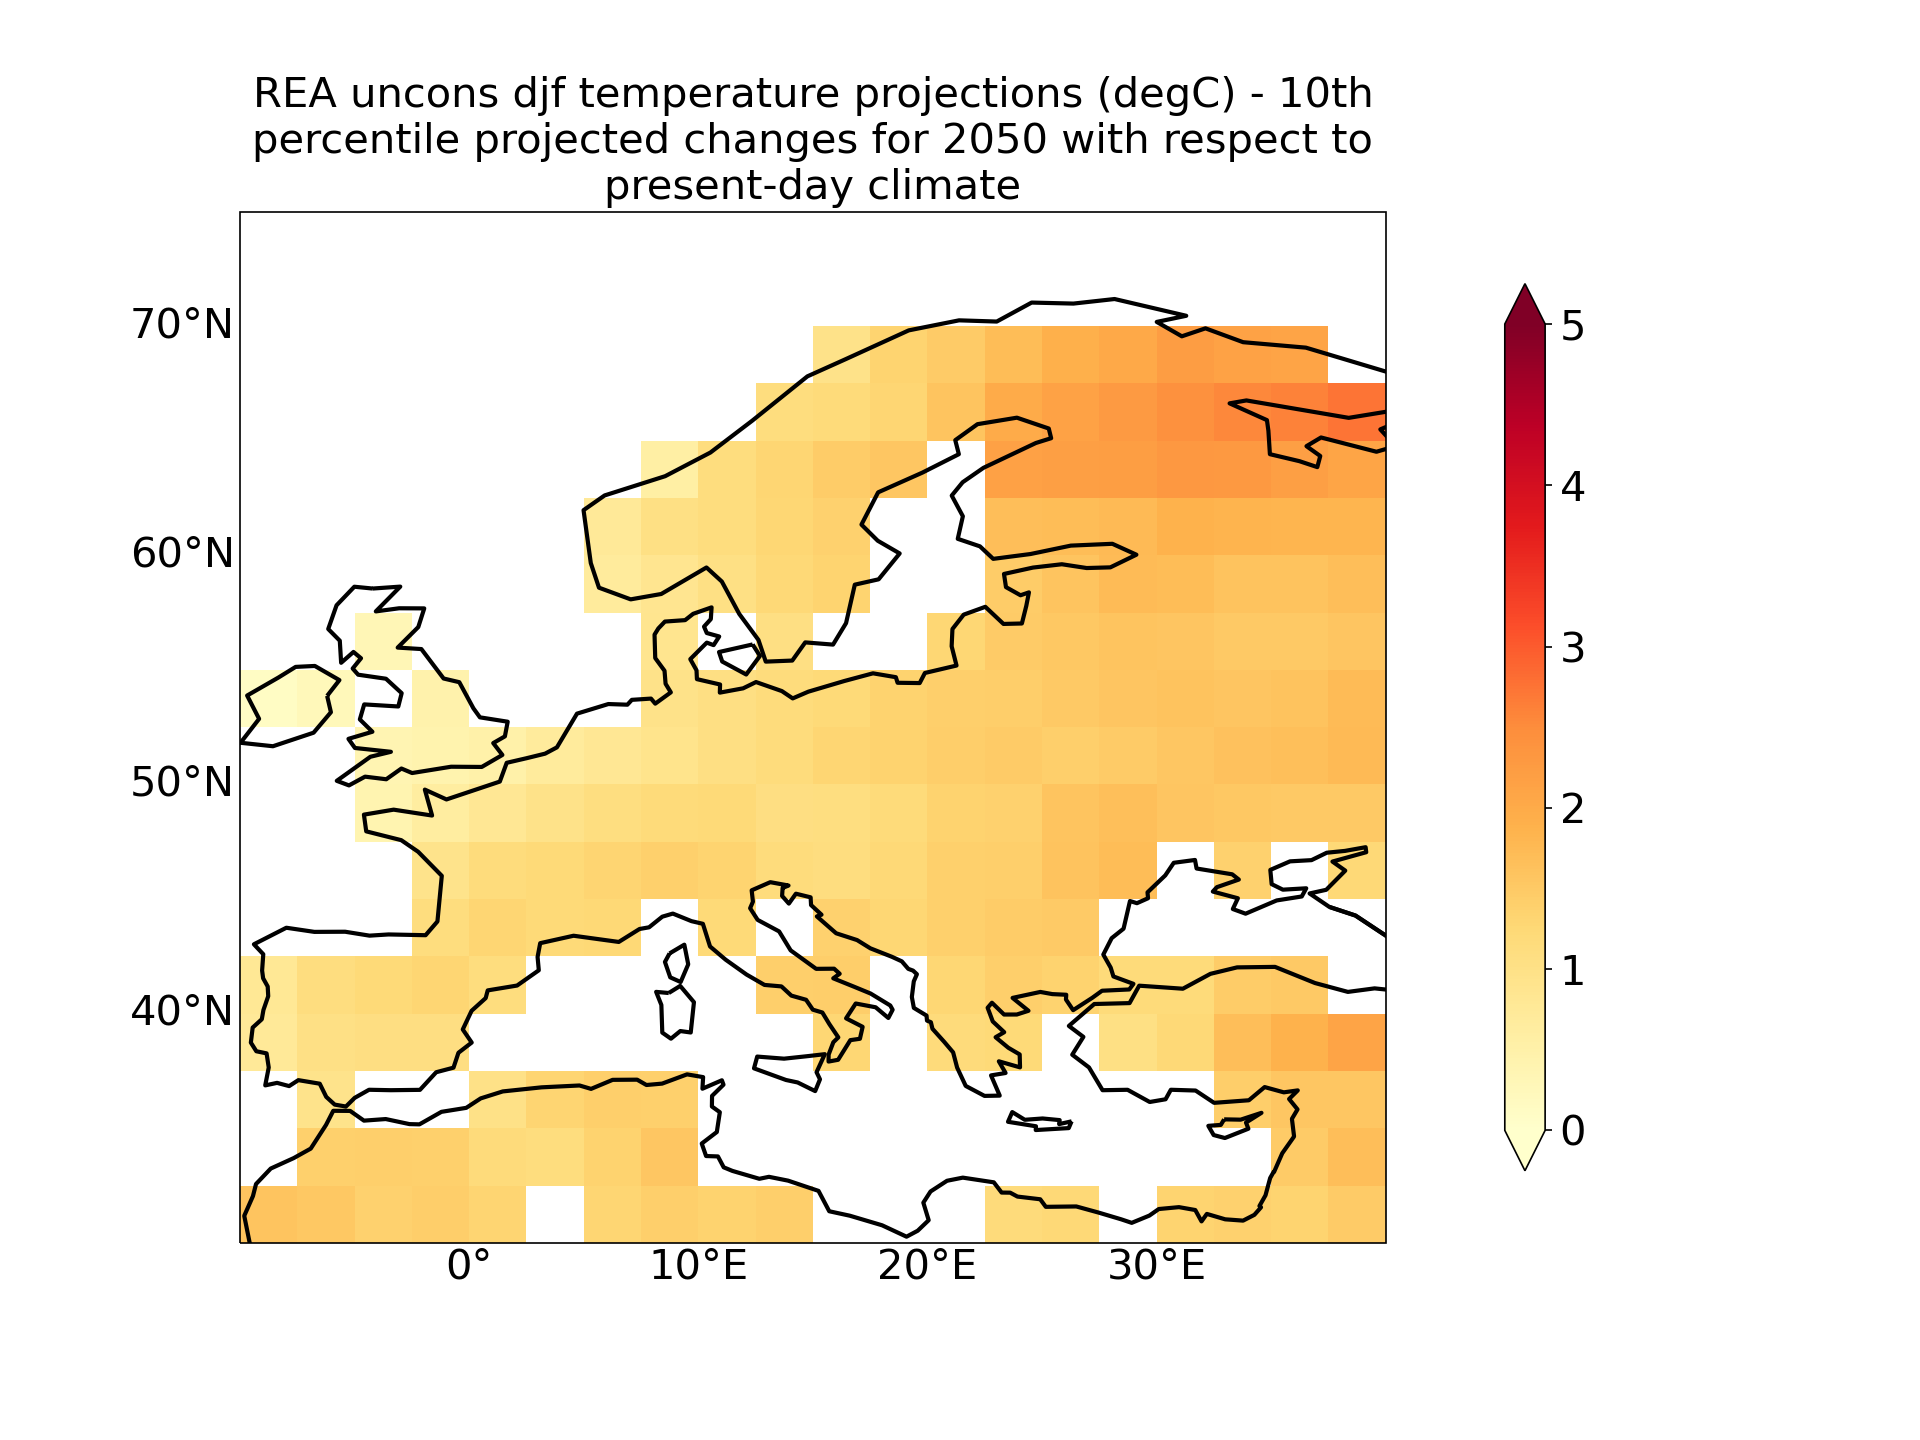 REA uncons djf temperature projections (degC) - 10th
percentile projected changes for 2050 with respect to
present-day climate
70°N
60°N
50°N
40°N
0°
10°E
20°E
30°E
5
4
3
2
1
0